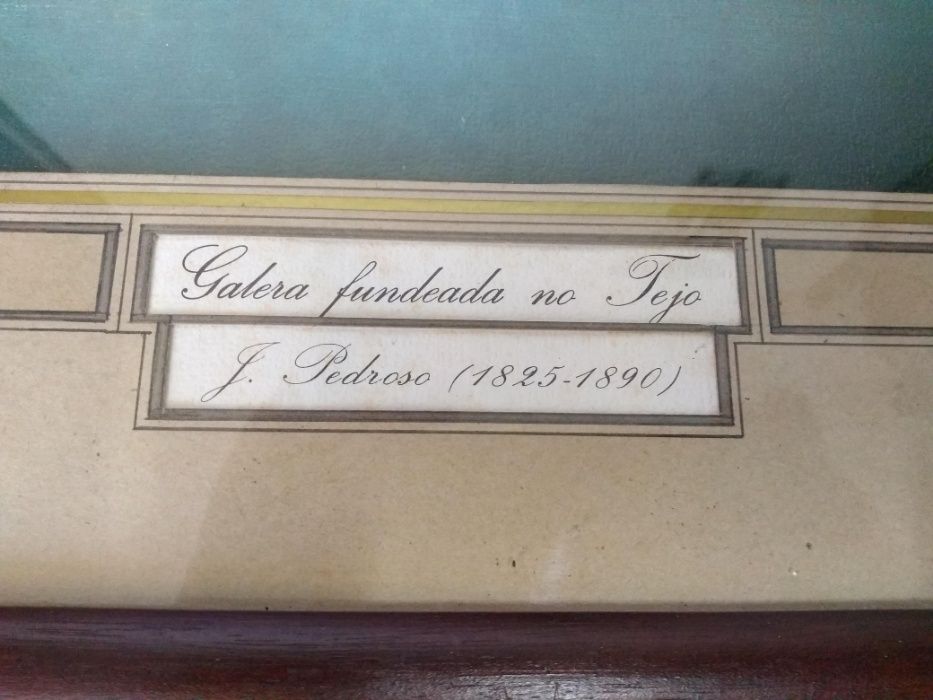 Galera fundeada no Tejo
J. Pedroso (1825-1890)